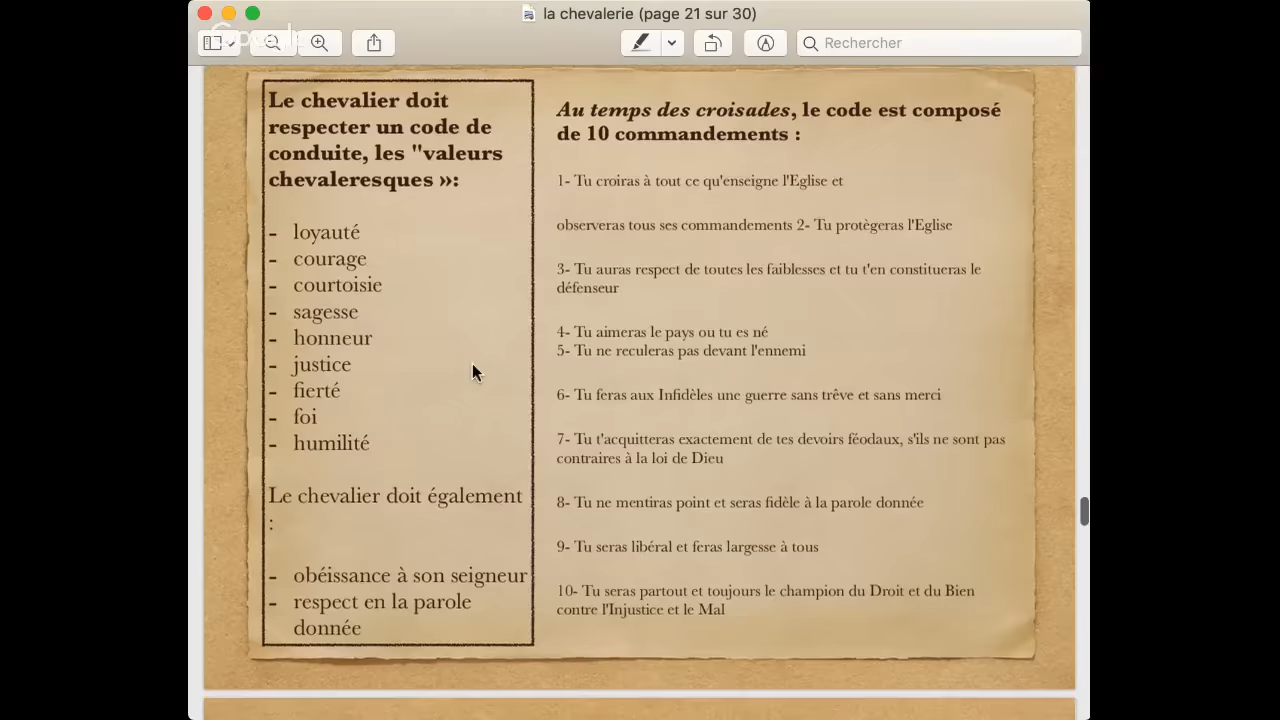 la chevalerie (page 21 sur 30)
Rechercher
Le chevalier doit
respecter un code de
conduite, les "valeurs
chevaleresques »:
- loyauté
- courage
- courtoisie
- sagesse
- honneur
- justice
- fierté
- foi
- humilité
Le chevalier doit également
:
- obéissance à son seigneur
- respect en la parole
donnée
Au temps des croisades, le code est composé
de 10 commandements :
1- Tu croiras à tout ce qu'enseigne l'Eglise et
observeras tous ses commandements 2- Tu protègeras l'Eglise
3- Tu auras respect de toutes les faiblesses et tu t'en constitueras le
défenseur
4- Tu aimeras le pays ou tu es né
5- Tu ne reculeras pas devant l'ennemi
6- Tu feras aux Infidèles une guerre sans trêve et sans merci
7- Tu t'acquitteras exactement de tes devoirs féodaux, s'ils ne sont pas
contraires à la loi de Dieu
8- Tu ne mentiras point et seras fidèle à la parole donnée
9- Tu seras libéral et feras largesse à tous
10- Tu seras partout et toujours le champion du Droit et du Bien
contre l'Injustice et le Mal